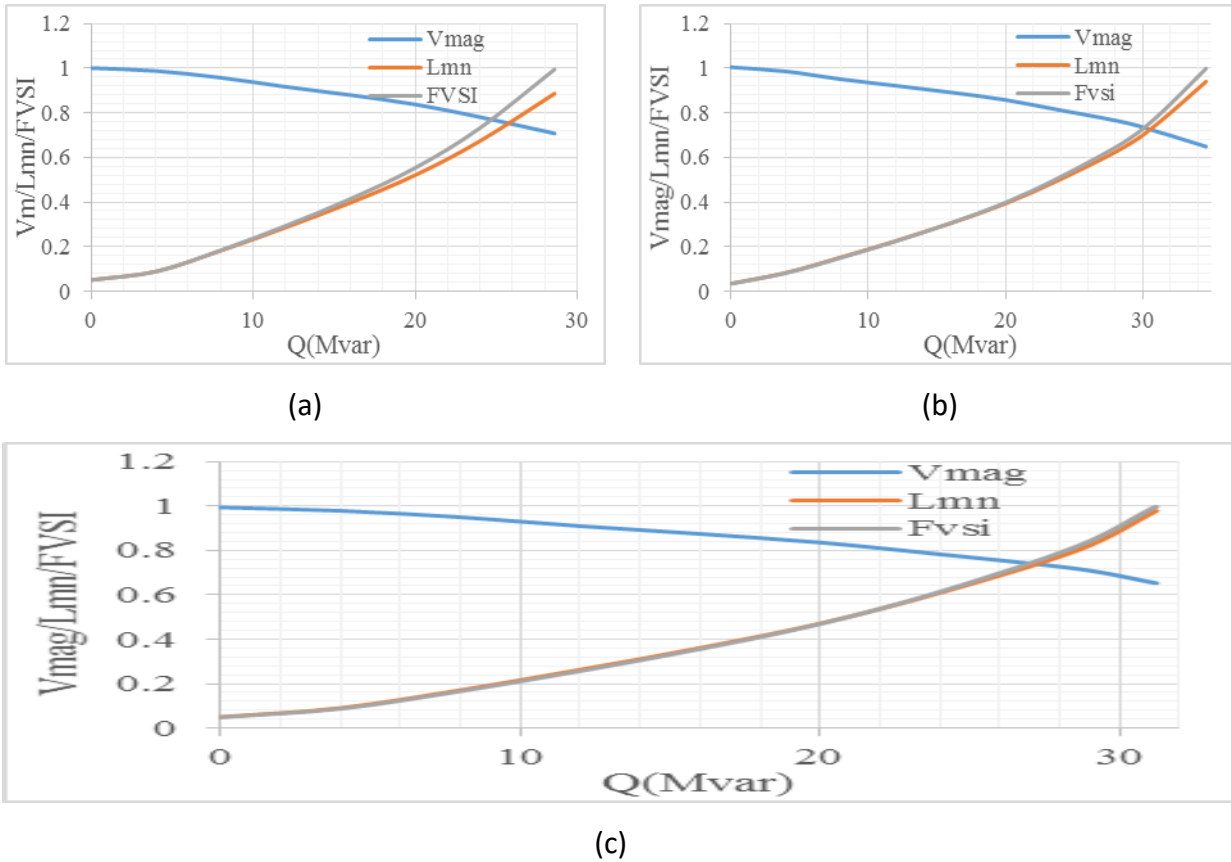 1.2
1
0.8
0.6
0.4
0.2
0
Vm/Lmn/FVSI
Vmag
Lmn
FVSI
0 10 20 30
Q(Mvar)
(a)
1.2
1
0.8
0.6
0.4
0.2
0
Vmag/Lmn/FVSI
Vmag
Lmn
Fvsi
0 10 20 30
Q(Mvar)
(b)
1.2
1
0.8
0.6
0.4
0.2
0
Vmag/Lmn/FVSI
Vmag
Lmn
Fvsi
0 10 20 30
Q(Mvar)
(c)